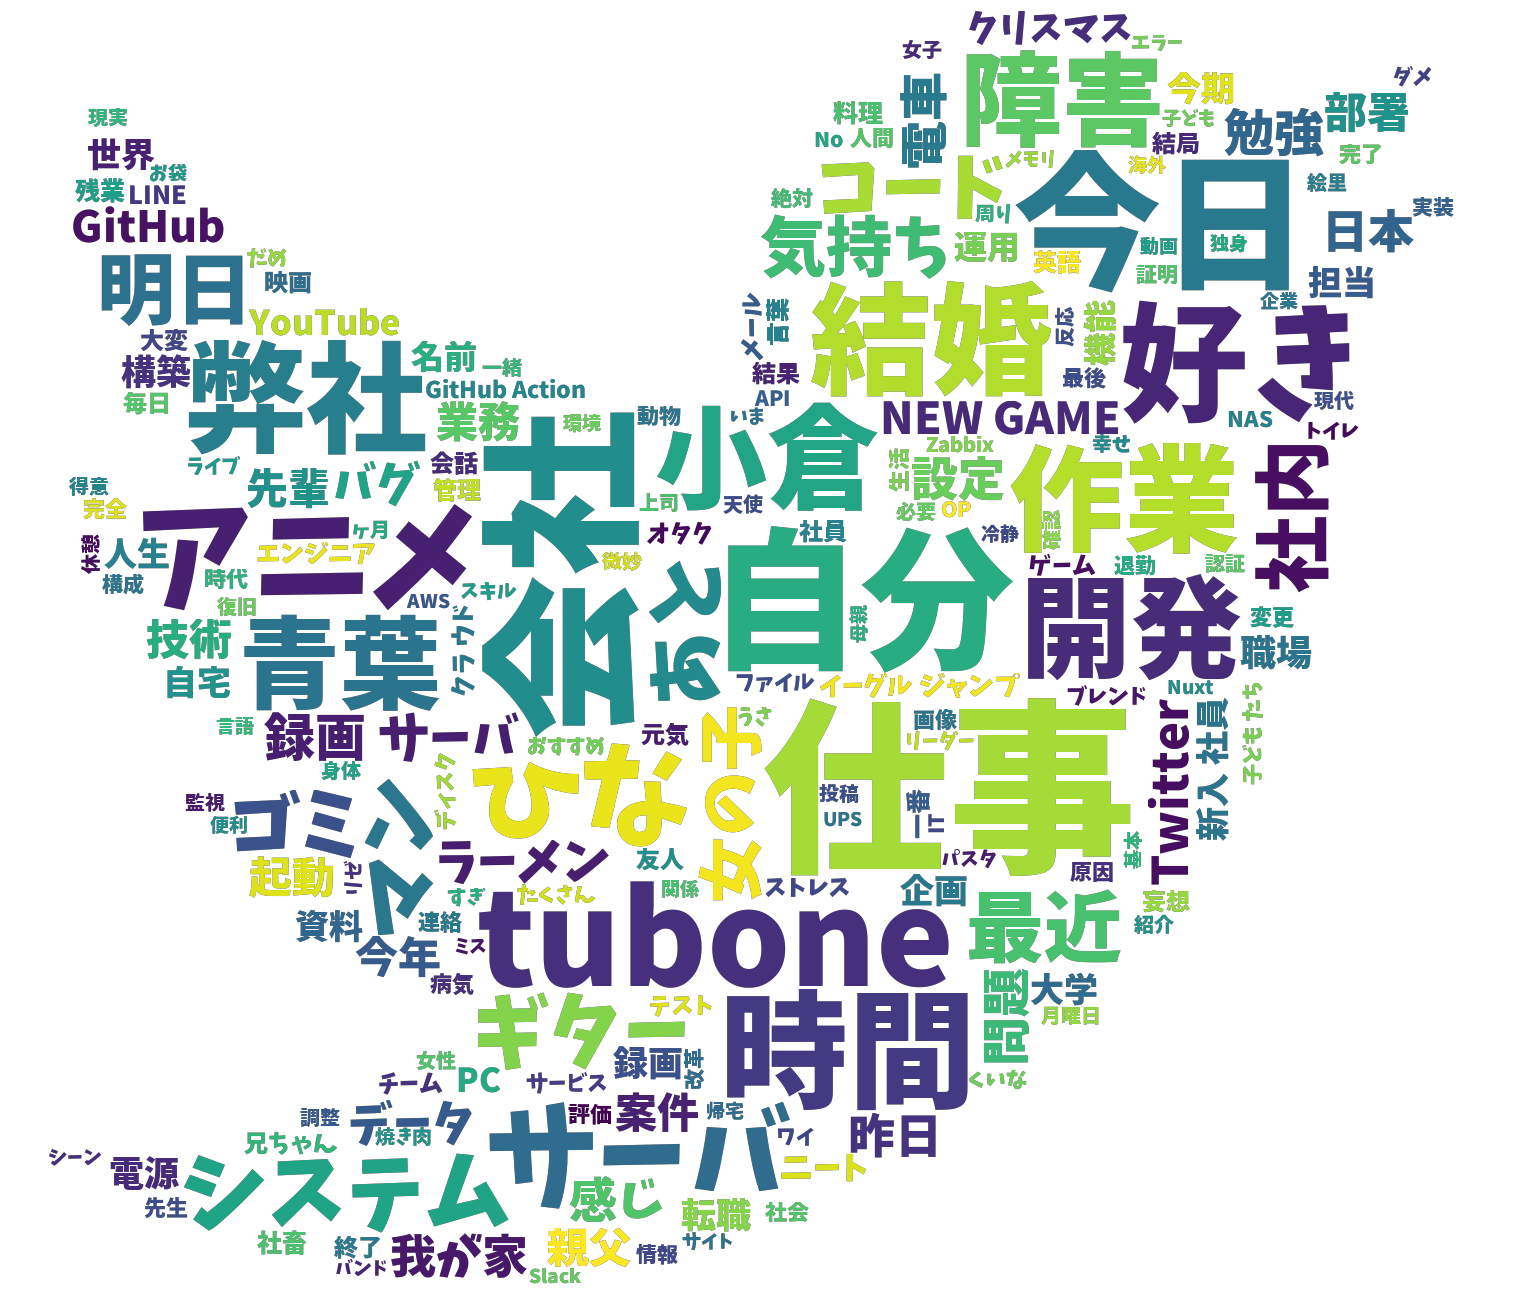 クリスマス
女子
エラー
障害
ダメ
今期
電車
料理
子ども
部署
現実
勉強
No 人間
結局
世界
完了
コード
メモリ
海外
お袋
今日
絵里
残業
LINE
絶対
実装
周り
GitHub
日本
気持ち
運用
動画
独身
だめ
英語
証明
映画
明日
担当
結婚
企業
YouTube
メール
言葉
反応
機能
好き
大変
弊社
名前
一緒
構築
結果
最後
GitHub Action
API
毎日
現代
業務
環境
動物
いま
NEW GAME
NAS
トイレ
小倉
Zabbix
幸せ
ライブ
会話
生活
設定
作業
社内
先輩
バグ
得意
管理
完全
上司
天使
必要
OP
アニメ
ヶ月
オタク
社員
冷静
確認
休憩
人生
エンジニア
会社
微妙
自分
ゲーム
退勤
認証
構成
時代
スキル
開発
復旧
AWS
あと
母親
変更
技術
青葉
クラウド
職場
自宅
ファイル
イーグル ジャンプ
ブレンド
Nuxt
言語
録画
サーバ
元気
うさ
画像
仕事
Twitter
新入 社員
子どもたち
おすすめ
女の子
リーダー
身体
ひな
ディスク
監視
ゴミ
マン
投稿
一番
便利
UPS
IT
起動
リゼ
ラーメン
友人
パスタ
基本
原因
すぎ
たくさん
関係
ストレス
企画
妄想
資料
連絡
tubone
最近
紹介
今年
ミス
病気
問題
大学
ギター
テスト
時間
月曜日
女性
録画
改革
くいな
チーム
PC
サービス
調整
データ
評価
案件
帰宅
焼き肉
サーバ
ワイ
昨日
兄ちゃん
シーン
電源
システム
ニート
先生
感じ
転職
社会
社畜
終了
我が家
親父
情報
サイト
バンド
Slack